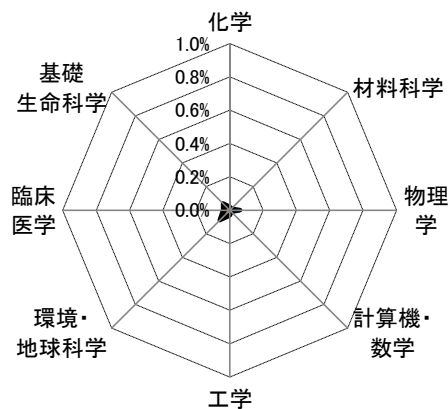 化学
1.0%
0.8%
0.6%
0.4%
0.2%
0.0%
材料科学
物理
学
計算機・
数学
工学
環境・
地球科学
臨床
医学
基礎
生命科学